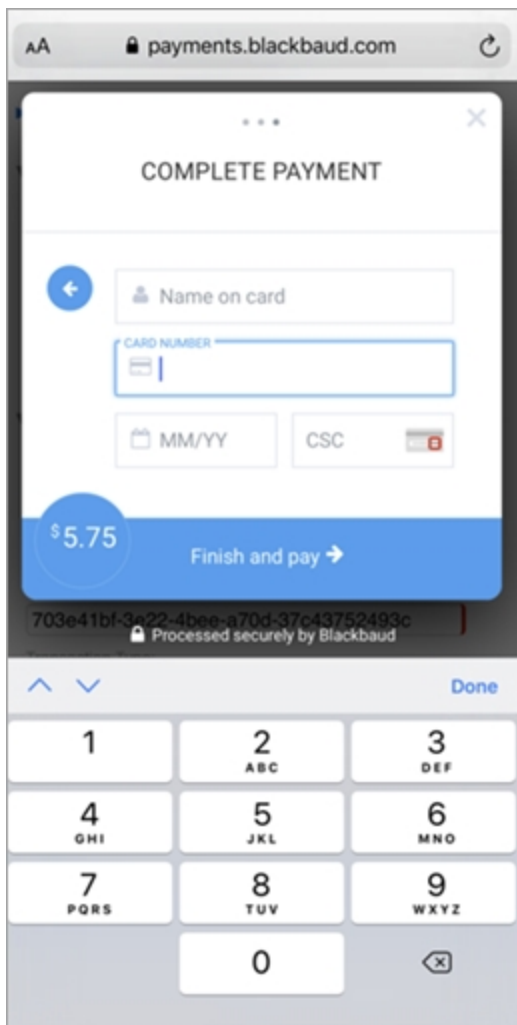 AA payments.blackbaud.com
COMPLETE PAYMENT
Name on card
CARD NUMBER
MM/YY CSC
$5.75
Finish and pay
703e41bf-3e22-4bee-a70d-37c43752493c
Processed securely by Blackbaud
Done
1 2 3
ABC DEF
4 5 6
GHI JKL MNO
7 8 9
PQRS TUV WXYZ
0